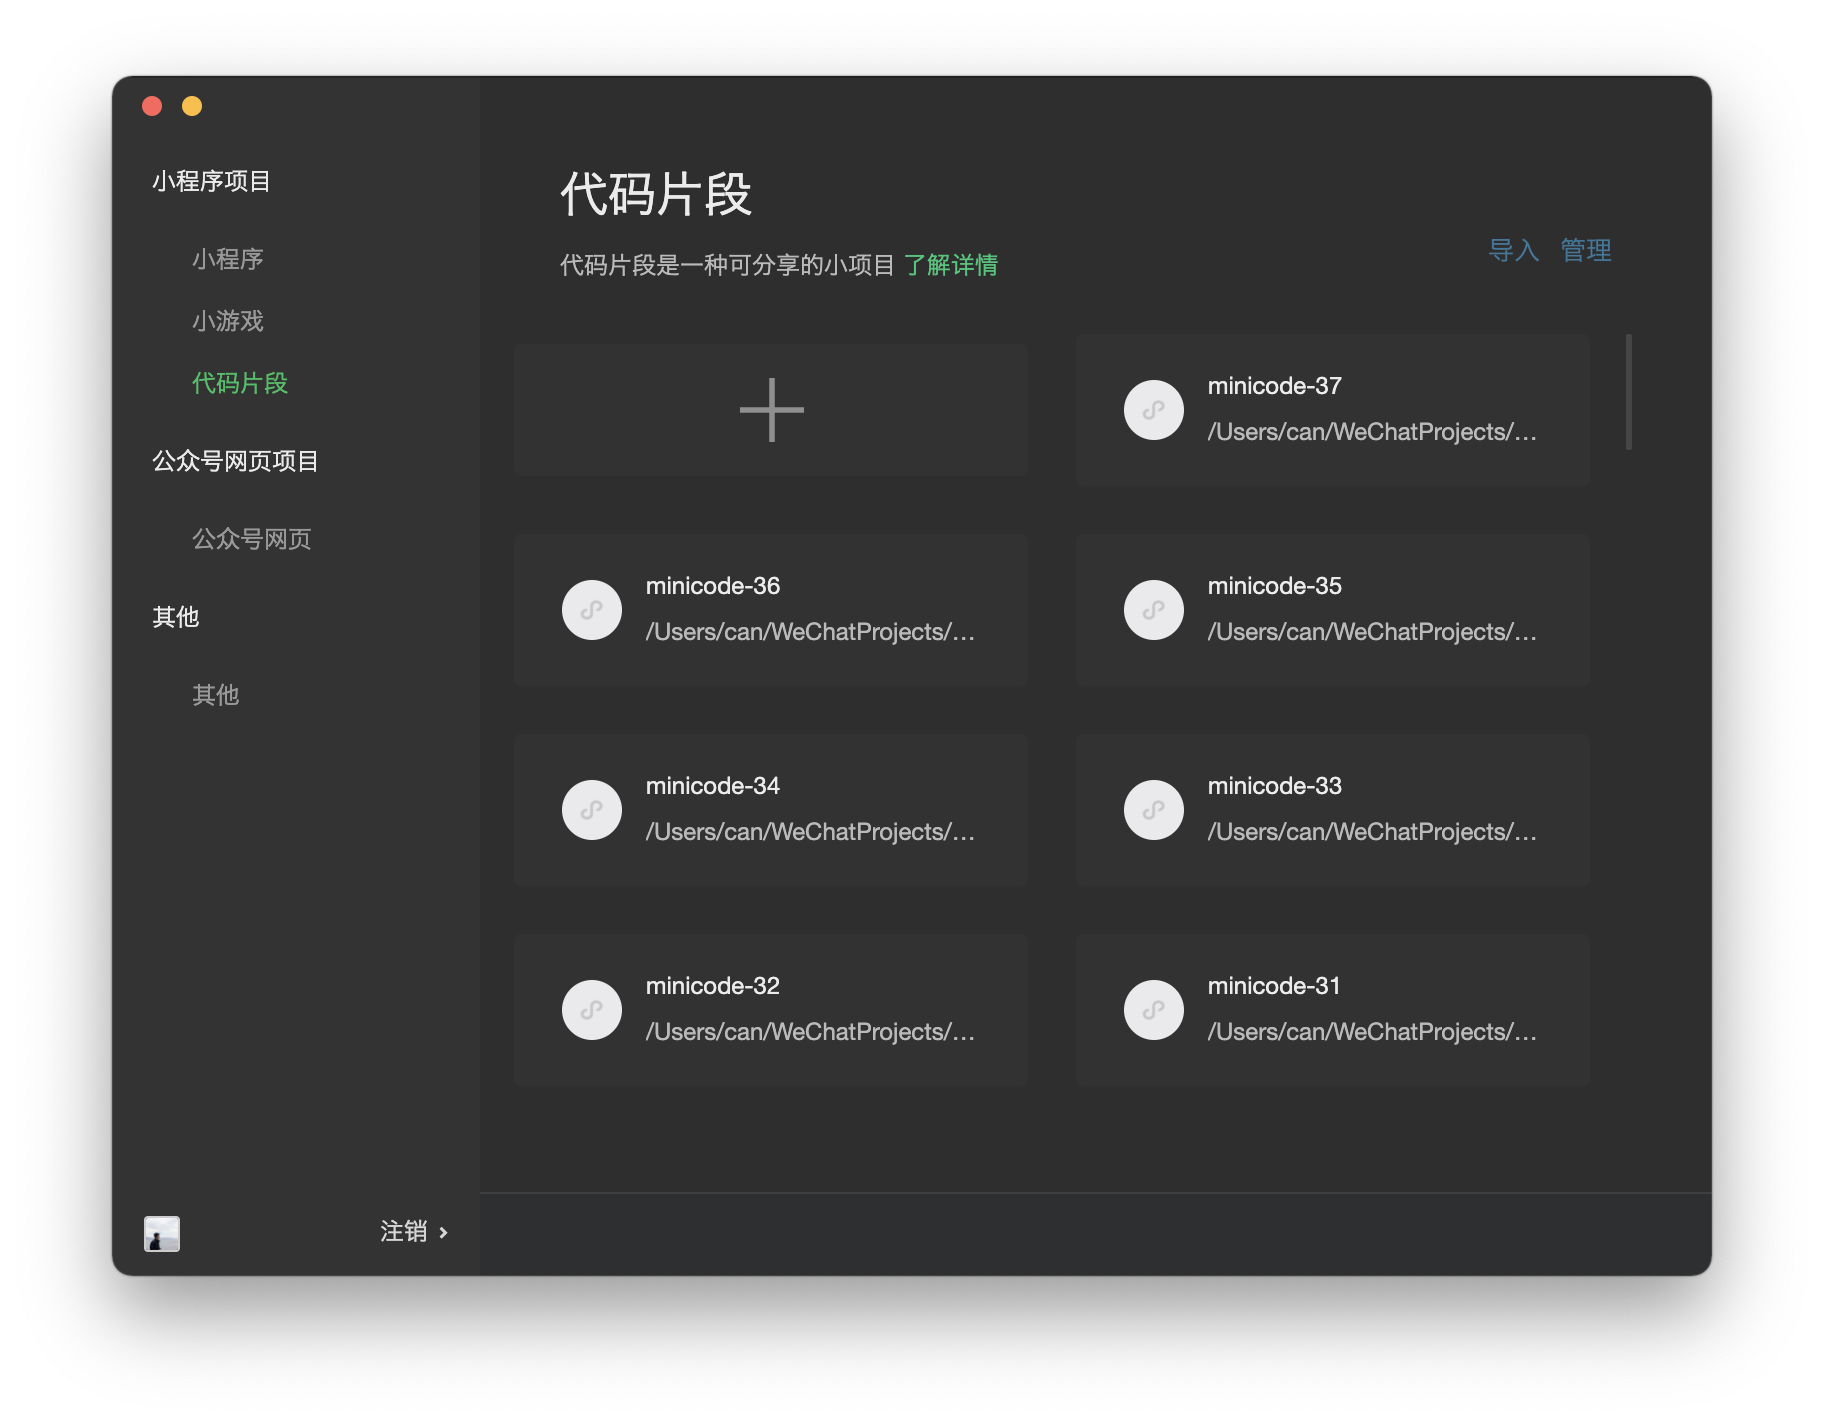 小程序项目
小程序
小游戏
代码片段
公众号网页项目
公众号网页
其他
其他
注销
代码片段
代码片段是一种可分享的小项目 了解详情
导入 管理
minicode-37
/Users/can/WeChatProjects/...
minicode-36
/Users/can/WeChatProjects/...
minicode-35
/Users/can/WeChatProjects/...
minicode-34
/Users/can/WeChatProjects/...
minicode-33
/Users/can/WeChatProjects/...
minicode-32
/Users/can/WeChatProjects/...
minicode-31
/Users/can/WeChatProjects/...